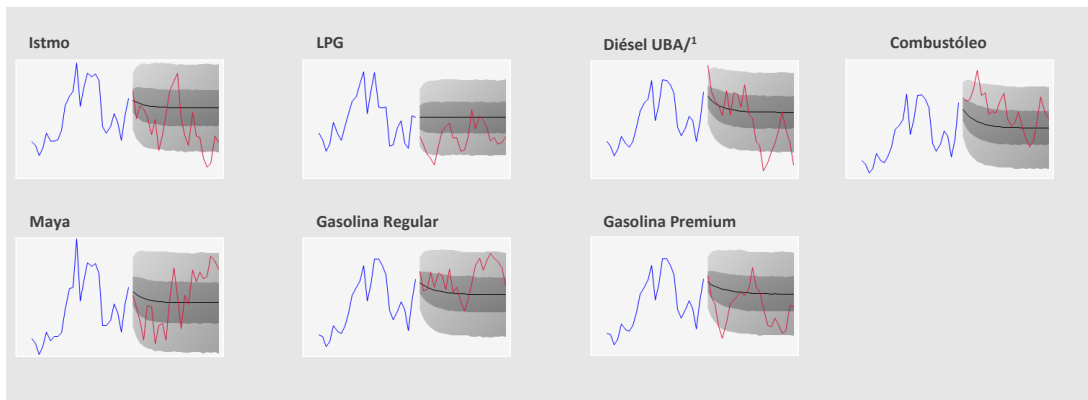 Istmo
LPG
Diésel UBA/¹
Combustóleo
Maya
Gasolina Regular
Gasolina Premium